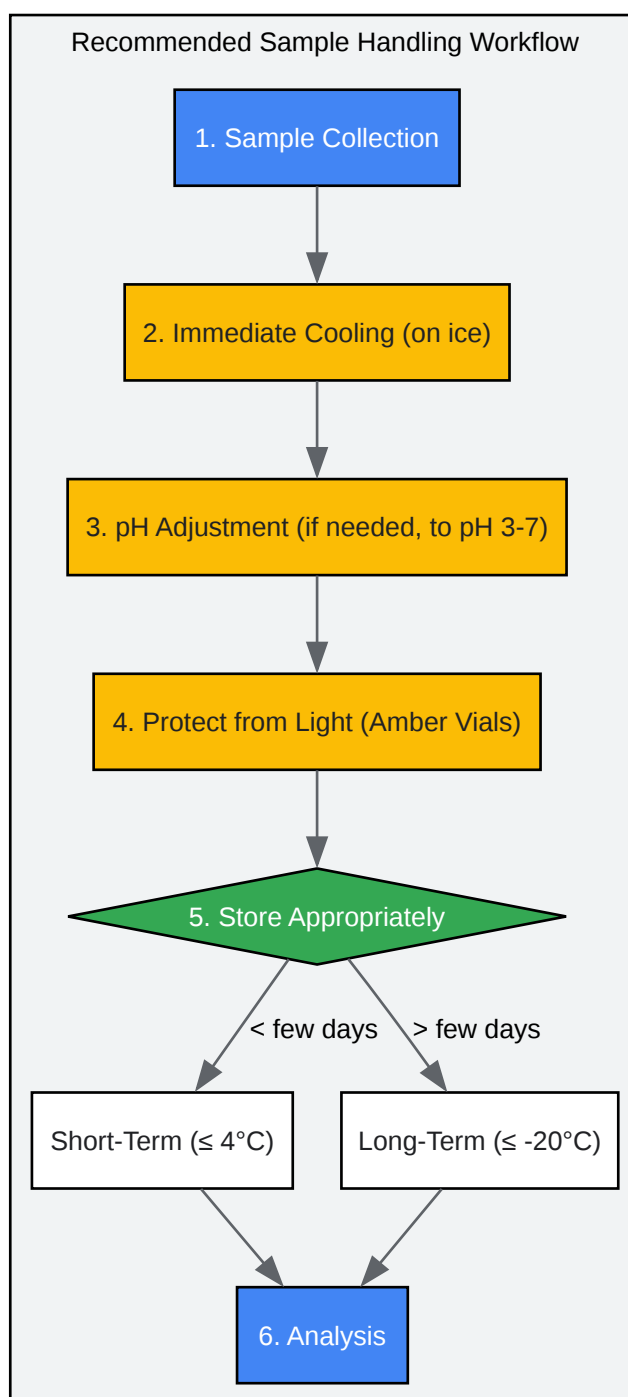 Recommended Sample Handling Workflow
1. Sample Collection
2. Immediate Cooling (on ice)
3. pH Adjustment (if needed, to pH 3-7)
4. Protect from Light (Amber Vials)
5. Store Appropriately
< few days
> few days
Short-Term (≤ 4°C)
Long-Term (≤ -20°C)
6. Analysis